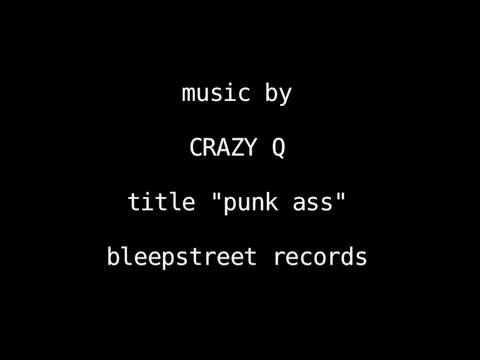 music by
CRAZY Q
title "punk ass"
bleepstreet records